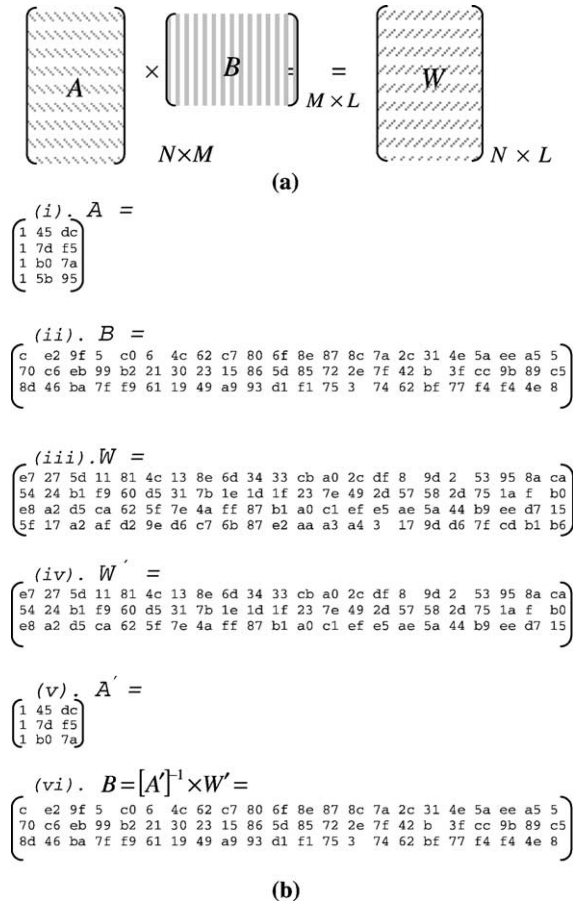 A × B = = W
N×M M×L N × L
(a)
(i). A =
1 45 dc
1 7d f5
1 b0 7a
1 5b 95
(ii). B =
c e2 9f 5 c0 6 4c 62 c7 80 6f 8e 87 8c 7a 2c 31 4e 5a ee a5 5
70 c6 eb 99 b2 21 30 23 15 86 5d 85 72 2e 7f 42 b 3f cc 9b 89 c5
8d 46 ba 7f f9 61 19 49 a9 93 d1 f1 75 3 74 62 bf 77 f4 f4 4e 8
(iii).W =
e7 27 5d 11 81 4c 13 8e 6d 34 33 cb a0 2c df 8 9d 2 53 95 8a ca
54 24 b1 f9 60 d5 31 7b 1e 1d 1f 23 7e 49 2d 57 58 2d 75 1a f b0
e8 a2 d5 ca 62 5f 7e 4a ff 87 b1 a0 c1 ef e5 ae 5a 44 b9 ee d7 15
5f 17 a2 af d2 9e d6 c7 6b 87 e2 aa a3 a4 3 17 9d d6 7f cd b1 b6
(iv). W′ =
e7 27 5d 11 81 4c 13 8e 6d 34 33 cb a0 2c df 8 9d 2 53 95 8a ca
54 24 b1 f9 60 d5 31 7b 1e 1d 1f 23 7e 49 2d 57 58 2d 75 1a f b0
e8 a2 d5 ca 62 5f 7e 4a ff 87 b1 a0 c1 ef e5 ae 5a 44 b9 ee d7 15
(v). A′ =
1 45 dc
1 7d f5
1 b0 7a
(vi). B=[A′]⁻¹×W′=
c e2 9f 5 c0 6 4c 62 c7 80 6f 8e 87 8c 7a 2c 31 4e 5a ee a5 5
70 c6 eb 99 b2 21 30 23 15 86 5d 85 72 2e 7f 42 b 3f cc 9b 89 c5
8d 46 ba 7f f9 61 19 49 a9 93 d1 f1 75 3 74 62 bf 77 f4 f4 4e 8
(b)